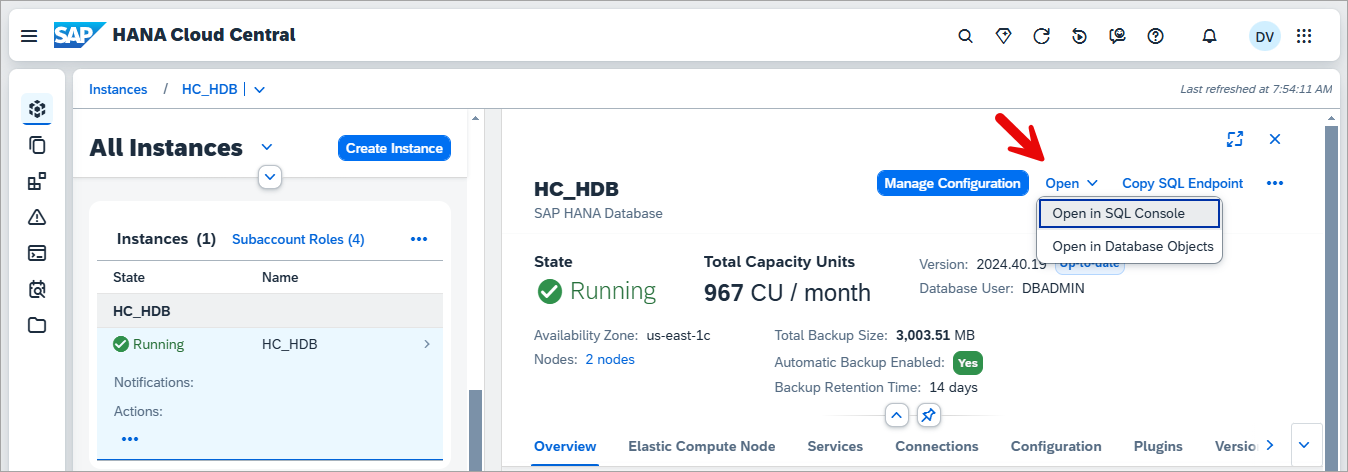 SAP HANA Cloud Central
DV
Instances / HC_HDB
Last refreshed at 7:54:11 AM
All Instances
Create Instance
Instances (1) Subaccount Roles (4)
State Name
HC_HDB
Running HC_HDB
Notifications:
Actions:
HC_HDB
SAP HANA Database
Manage Configuration Open Copy SQL Endpoint
Open in SQL Console
Open in Database Objects
State
Running
Total Capacity Units
967 CU / month
Version: 2024.40.19 Up-to-date
Database User: DBADMIN
Availability Zone: us-east-1c
Nodes: 2 nodes
Total Backup Size: 3,003.51 MB
Automatic Backup Enabled: Yes
Backup Retention Time: 14 days
Overview Elastic Compute Node Services Connections Configuration Plugins Versio